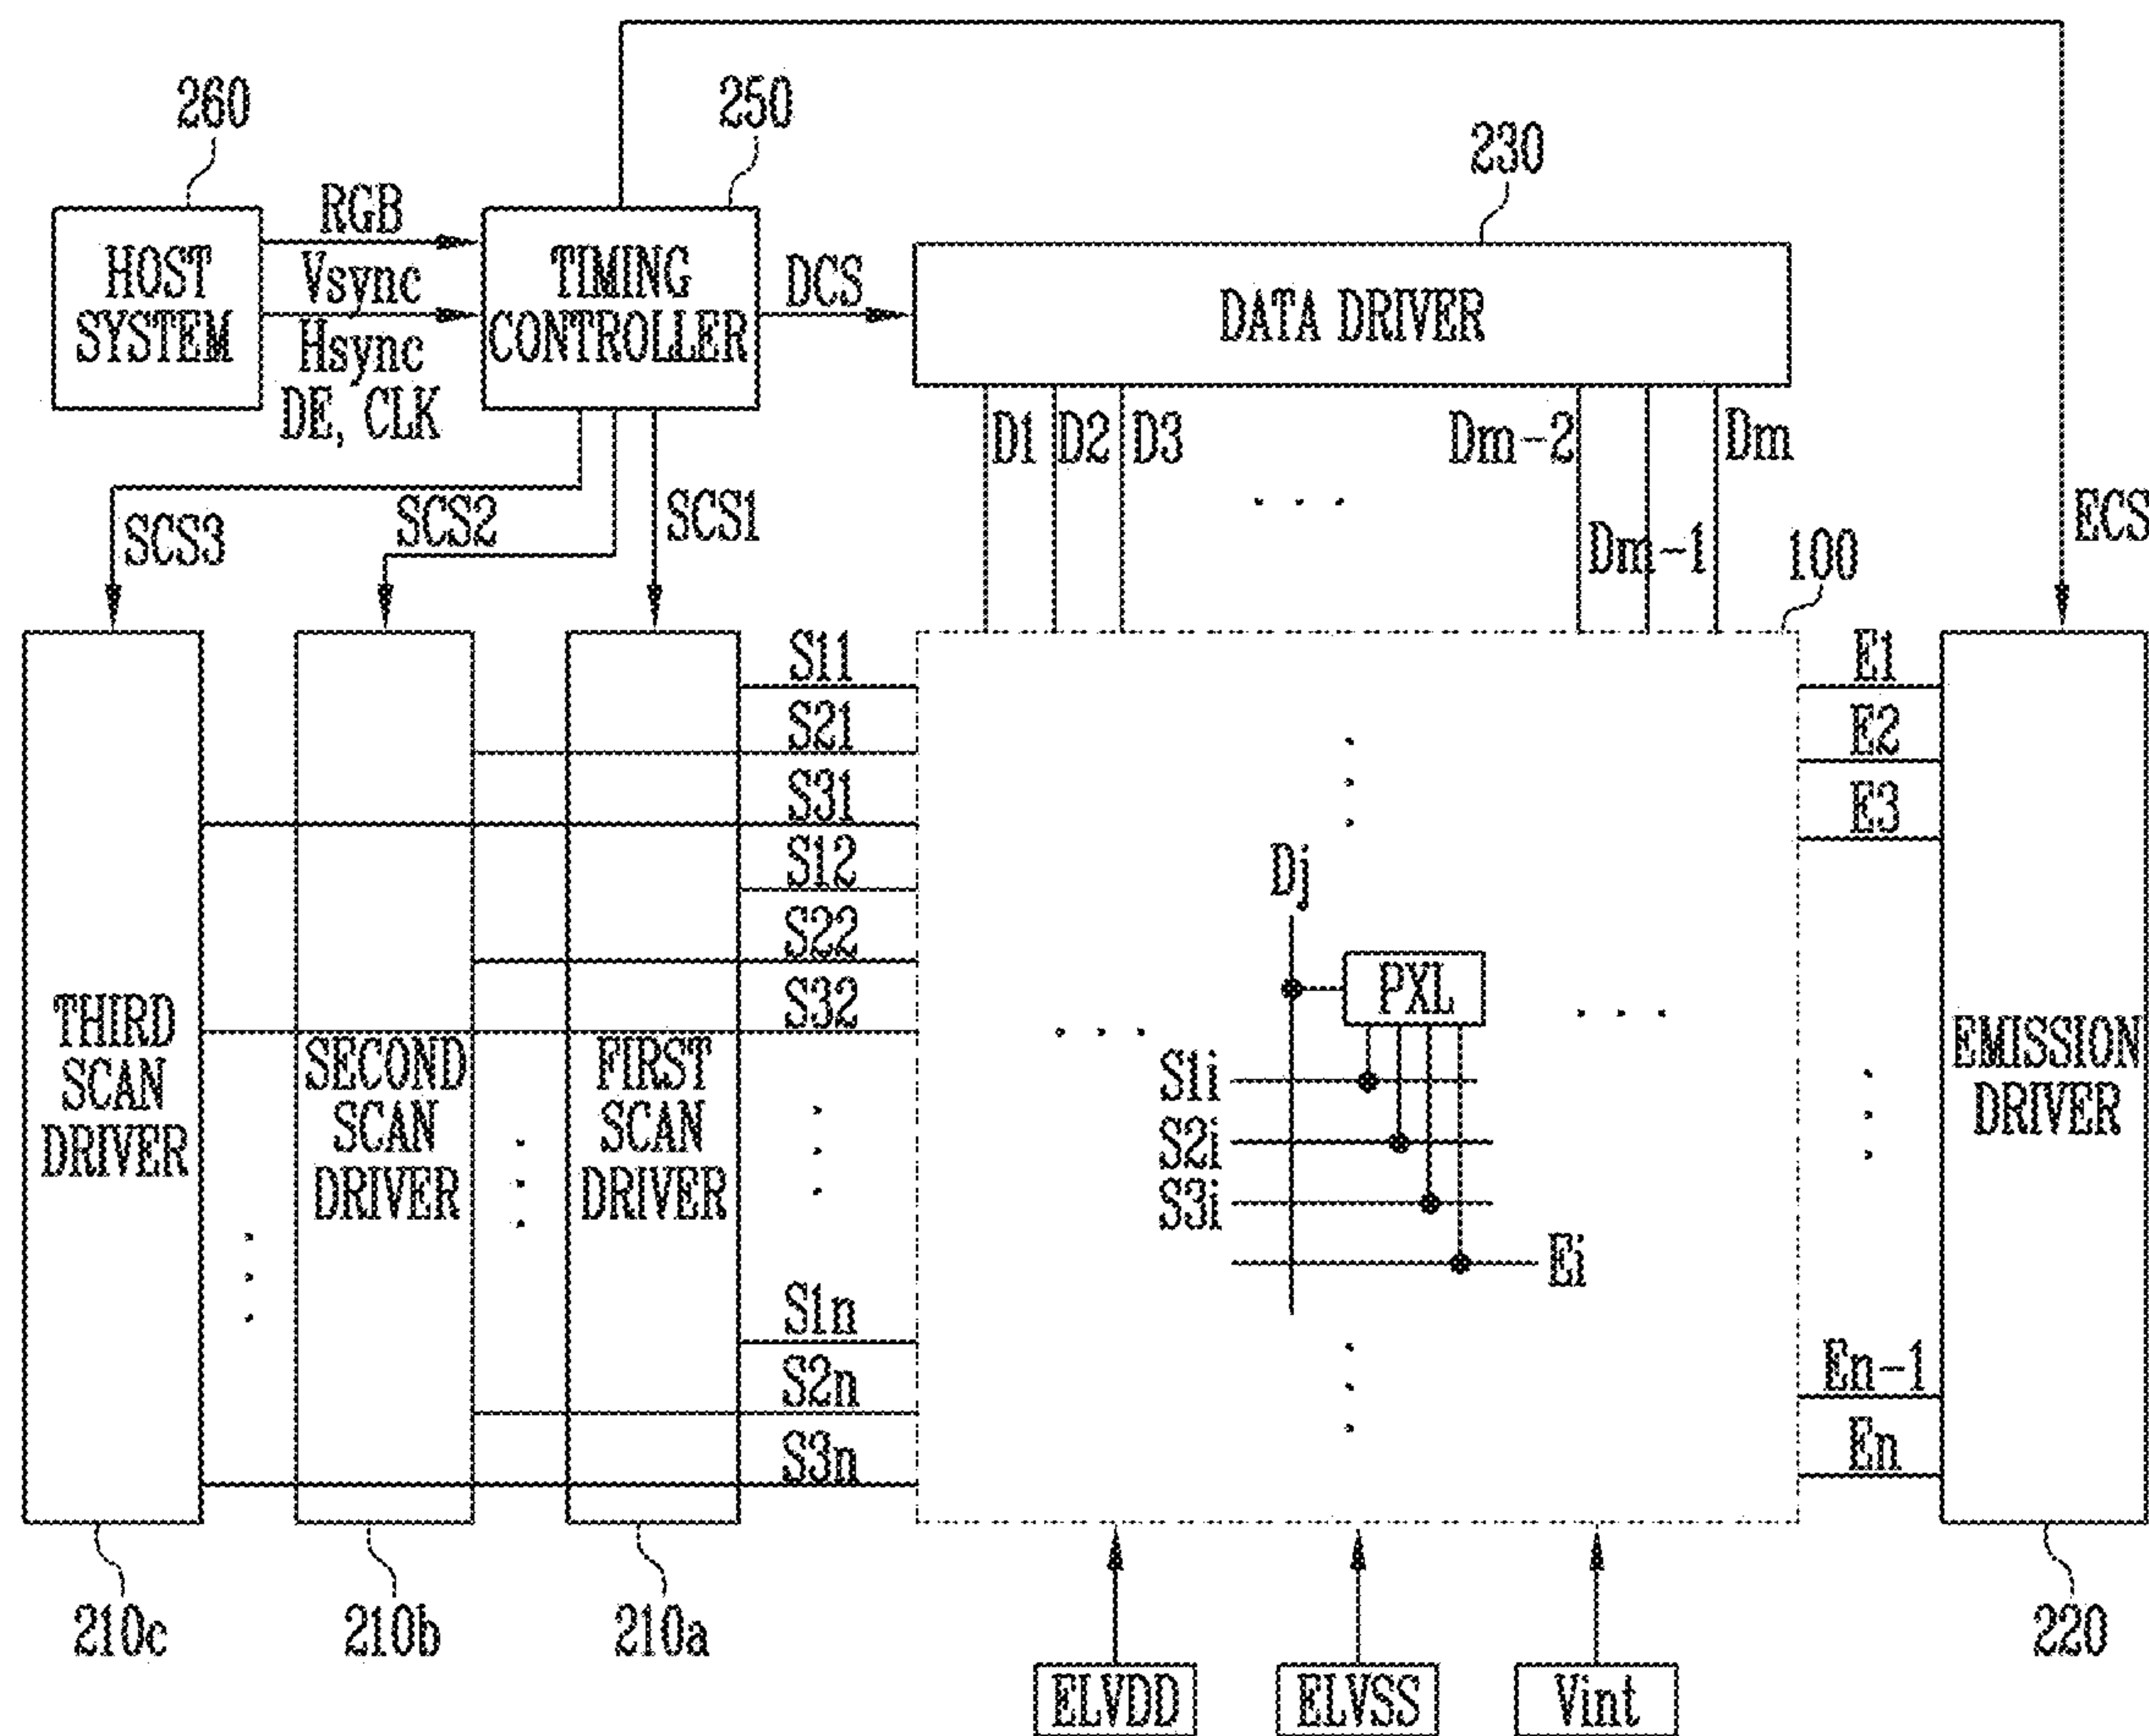 260
250
230
RGB
HOST
SYSTEM
Vsync
Hsync
DE, CLK
TIMING
CONTROLLER
DCS
DATA DRIVER
D1
D2
D3
Dm-2
Dm
Dm-1
SCS3
SCS2
SCS1
ECS
100
S11
S21
S31
S12
S22
S32
E1
E2
E3
Dj
PXL
S1i
S2i
S3i
Ei
THIRD
SCAN
DRIVER
SECOND
SCAN
DRIVER
FIRST
SCAN
DRIVER
EMISSION
DRIVER
S1n
S2n
S3n
En-1
En
210c
210b
210a
220
ELVDD
ELVSS
Vint